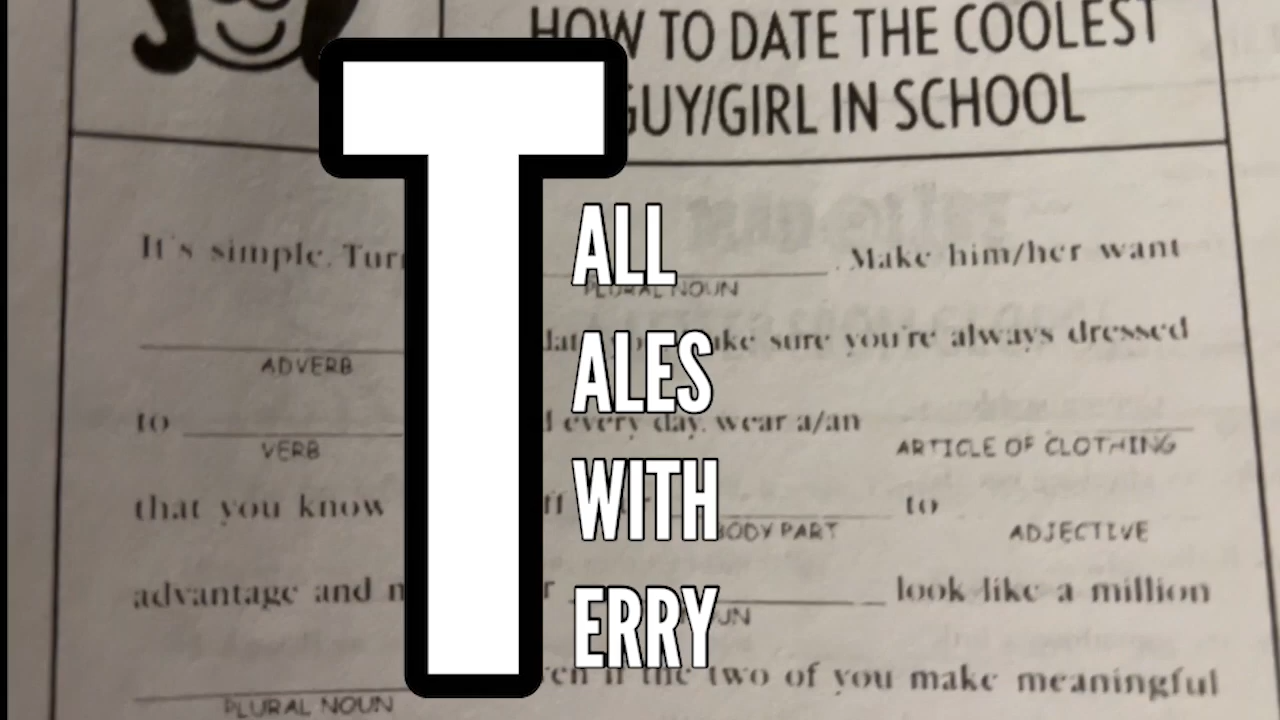 HOW TO DATE THE COOLEST
GUY/GIRL IN SCHOOL
It's simple. Make him/her want
PLURAL NOUN
sure you're always dressed
ADVERB
to every day, wear a/an
VERB ARTICLE OF CLOTHING
that you know to
BODY PART ADJECTIVE
advantage and look like a million
the two of you make meaningful
PLURAL NOUN
T
ALL
ALES
WITH
ERRY